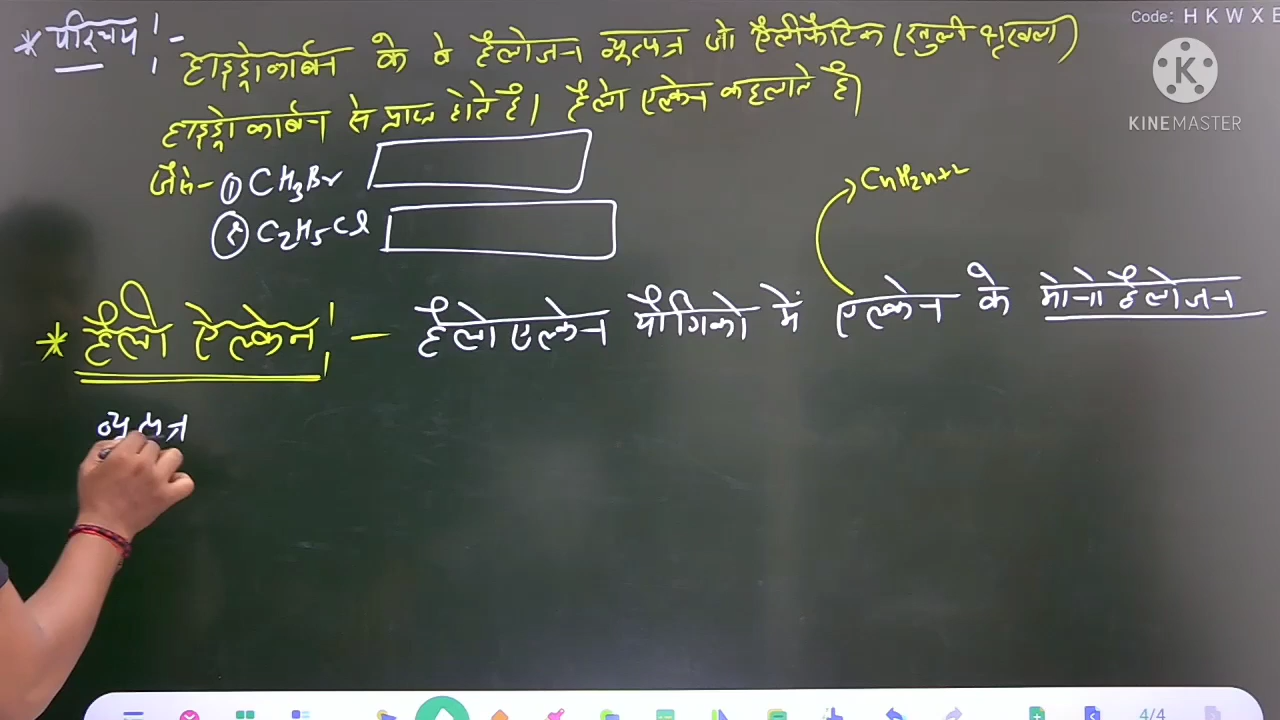 Code: H K W X E
* परिचय :- हाइड्रोकार्बन के वे हैलोजन व्यूत्पन्न जो ऐलीफैटिक (खुली श्रृंखला)
हाइड्रोकार्बन से प्राप्त होते है। हैलो एल्केन कहलाते है।
जैसे- ① CH3Br
② C2H5Cl
CnH2n+2
* हैलो ऐल्केन :- हैलो एल्केन यौगिको में एल्केन के मोनो हैलोजन
व्युत्पन्न
K
KINEMASTER
4/4